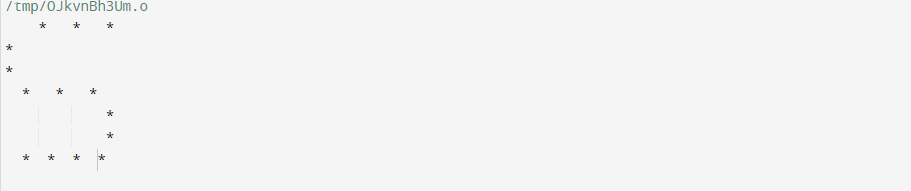 /tmp/OJkvnBh3Um.o
    *   *   *
*
*
  *   *   *
            *
            *
  *  *  *  *